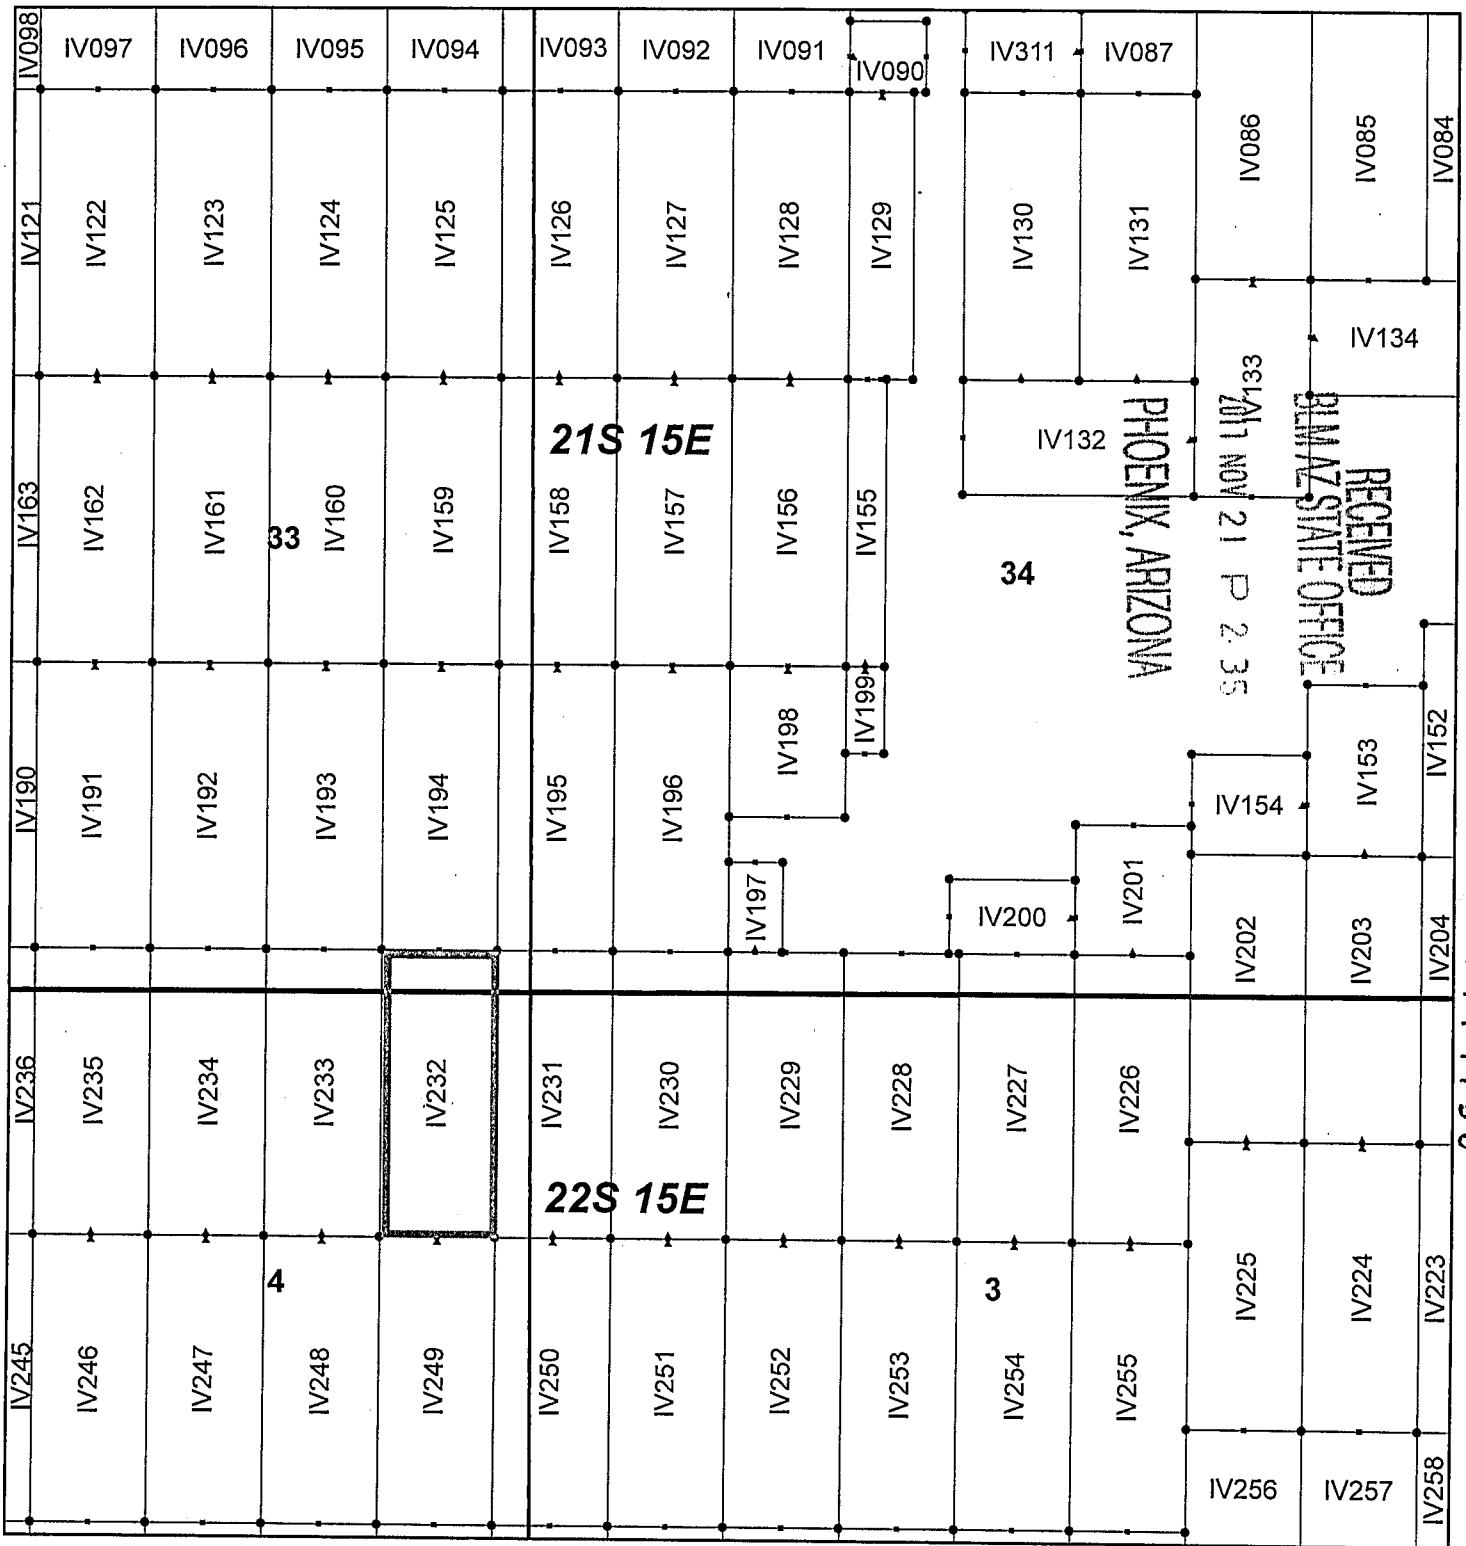 IV098 IV097 IV096 IV095 IV094 IV093 IV092 IV091 IV090 IV311 IV087
IV086 IV085 IV084
IV121 IV122 IV123 IV124 IV125 IV126 IV127 IV128 IV129 IV130 IV131
IV133 IV134
21S 15E
IV132
RECEIVED
BLM AZ STATE OFFICE
2011 NOV 21 P 2:35
PHOENIX, ARIZONA
IV163 IV162 IV161 33 IV160 IV159 IV158 IV157 IV156 IV155 34
IV199
IV190 IV191 IV192 IV193 IV194 IV195 IV196 IV198 IV154 IV153 IV152
IV197 IV200 IV201 IV202 IV203 IV204
IV236 IV235 IV234 IV233 IV232 IV231 IV230 IV229 IV228 IV227 IV226
22S 15E
4 3 IV225 IV224 IV223
IV245 IV246 IV247 IV248 IV249 IV250 IV251 IV252 IV253 IV254 IV255
IV256 IV257 IV258